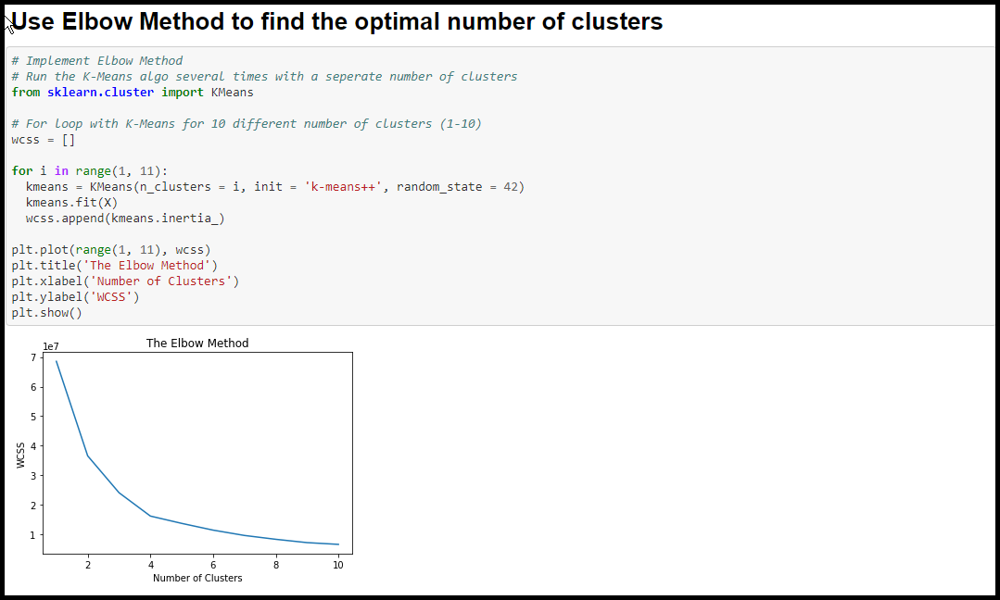 Use Elbow Method to find the optimal number of clusters
# Implement Elbow Method
# Run the K-Means algo several times with a seperate number of clusters
from sklearn.cluster import KMeans
# For loop with K-Means for 10 different number of clusters (1-10)
wcss = []
for i in range(1, 11):
  kmeans = KMeans(n_clusters = i, init = 'k-means++', random_state = 42)
  kmeans.fit(X)
  wcss.append(kmeans.inertia_)
plt.plot(range(1, 11), wcss)
plt.title('The Elbow Method')
plt.xlabel('Number of Clusters')
plt.ylabel('WCSS')
plt.show()
The Elbow Method
1e7
7
6
5
4
3
2
1
WCSS
2 4 6 8 10
Number of Clusters